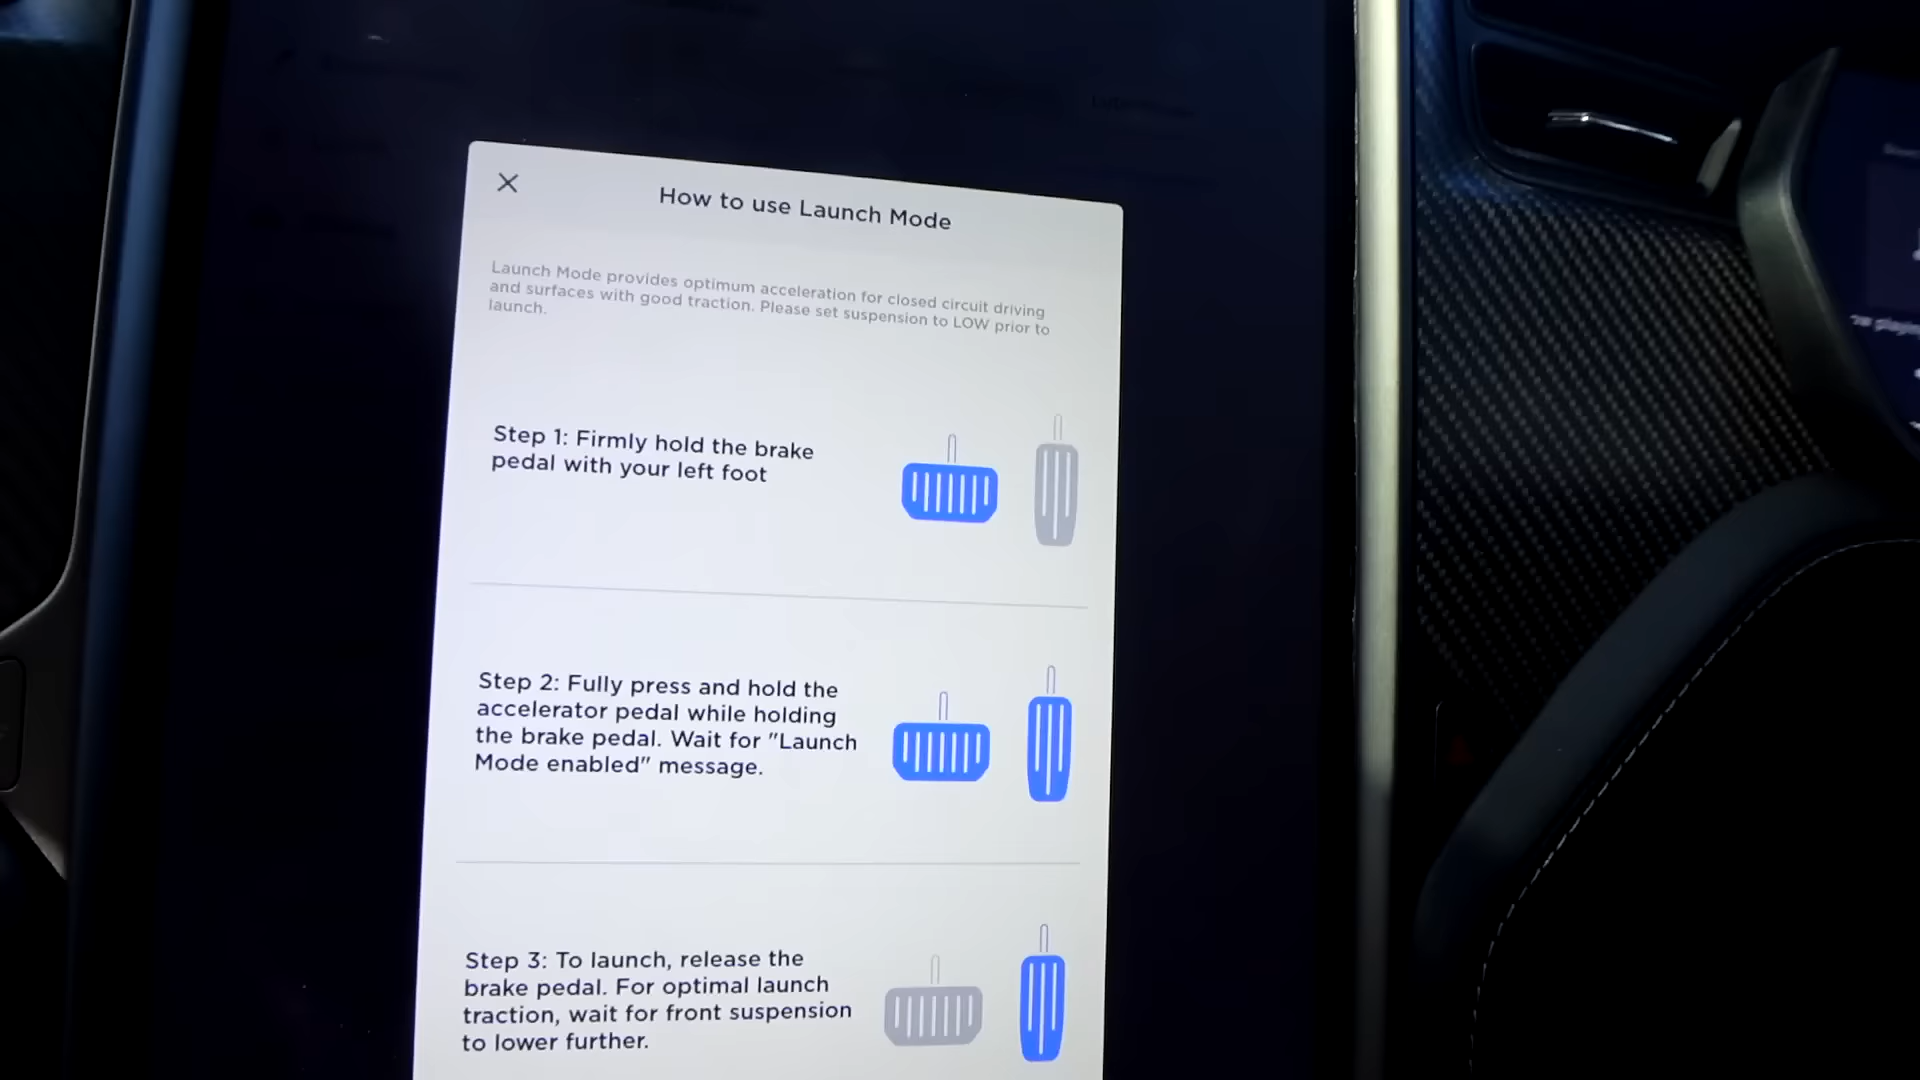 How to use Launch Mode
Launch Mode provides optimum acceleration for closed circuit driving
and surfaces with good traction. Please set suspension to LOW prior to
launch.
Step 1: Firmly hold the brake
pedal with your left foot
Step 2: Fully press and hold the
accelerator pedal while holding
the brake pedal. Wait for "Launch
Mode enabled" message.
Step 3: To launch, release the
brake pedal. For optimal launch
traction, wait for front suspension
to lower further.